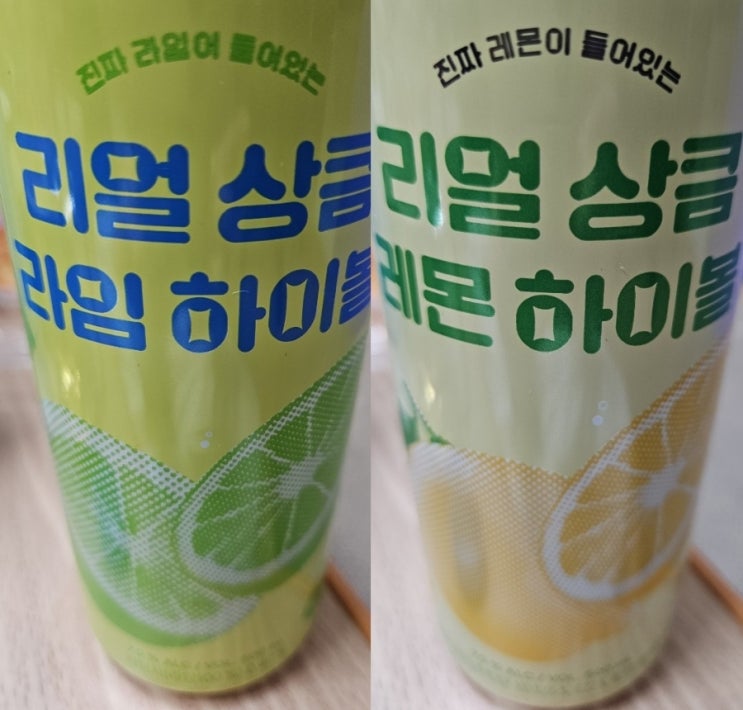 진짜 라임이 들어있는
리얼 상큼
라임 하이볼
진짜 레몬이 들어있는
리얼 상큼
레몬 하이볼